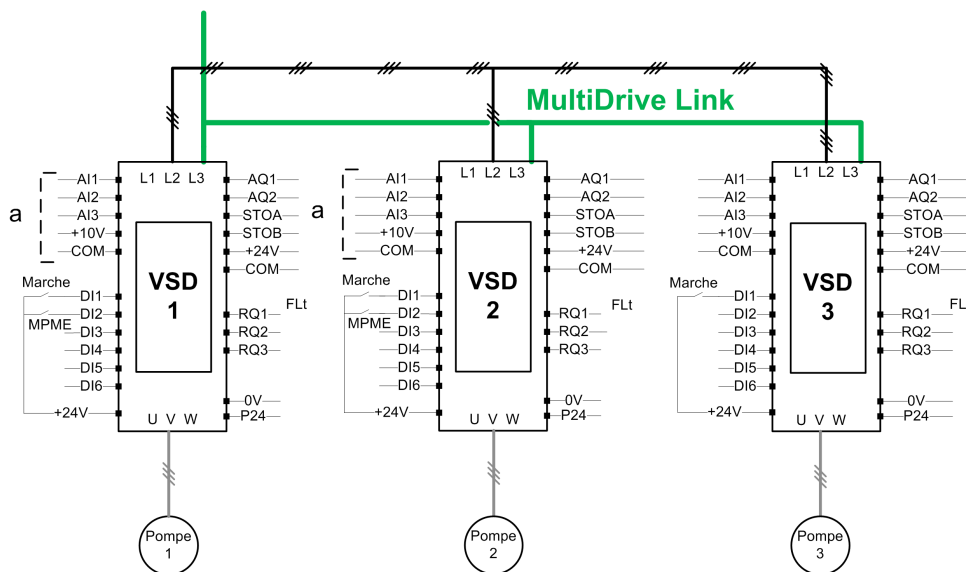 MultiDrive Link
L1 L2 L3
a
AI1
AI2
AI3
+10V
COM
Marche
DI1
DI2
MPME
DI3
DI4
DI5
DI6
+24V
VSD
1
AQ1
AQ2
STOA
STOB
+24V
COM
FLt
RQ1
RQ2
RQ3
0V
P24
U V W
Pompe
1
L1 L2 L3
a
AI1
AI2
AI3
+10V
COM
Marche
DI1
DI2
MPME
DI3
DI4
DI5
DI6
+24V
VSD
2
AQ1
AQ2
STOA
STOB
+24V
COM
FLt
RQ1
RQ2
RQ3
0V
P24
U V W
Pompe
2
L1 L2 L3
AI1
AI2
AI3
+10V
COM
Marche
DI1
DI2
DI3
DI4
DI5
DI6
+24V
VSD
3
AQ1
AQ2
STOA
STOB
+24V
COM
FL
RQ1
RQ2
RQ3
0V
P24
U V W
Pompe
3